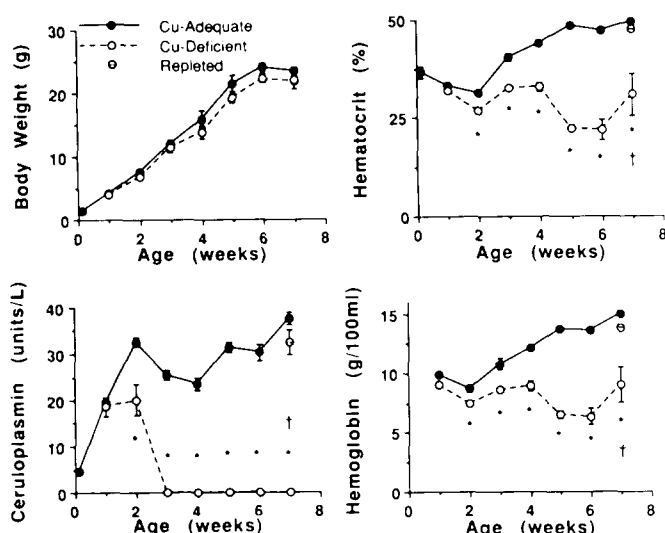 Cu-Adequate
Cu-Deficient
Repleted
Body Weight (g)
30
20
10
0
0 2 4 6 8
Age (weeks)
Hematocrit (%)
50
25
0
0 2 4 6 8
Age (weeks)
†
Ceruloplasmin (units/L)
40
30
20
10
0
0 2 4 6 8
Age (weeks)
†
Hemoglobin (g/100ml)
15
10
5
0
0 2 4 6 8
Age (weeks)
†